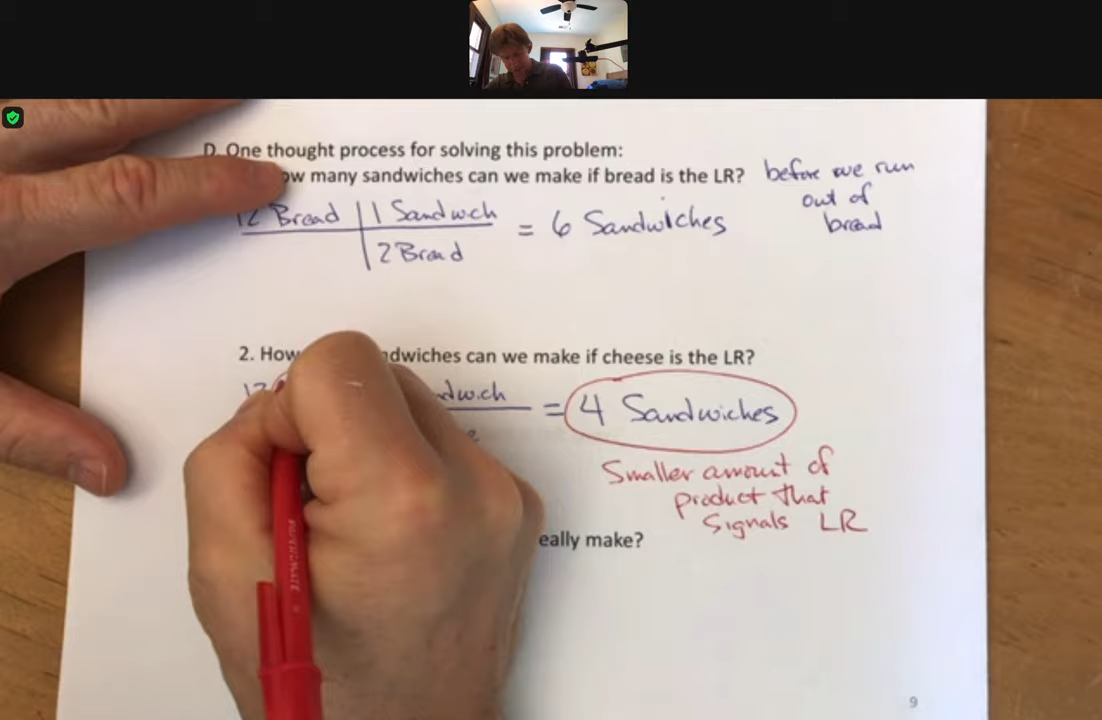 D. One thought process for solving this problem:
ow many sandwiches can we make if bread is the LR? before we run
out of
bread
12 Bread | 1 Sandwich = 6 Sandwiches
2 Bread
2. How dwiches can we make if cheese is the LR?
12 dwich = 4 Sandwiches
Smaller amount of
product that
Signals LR
eally make?
9